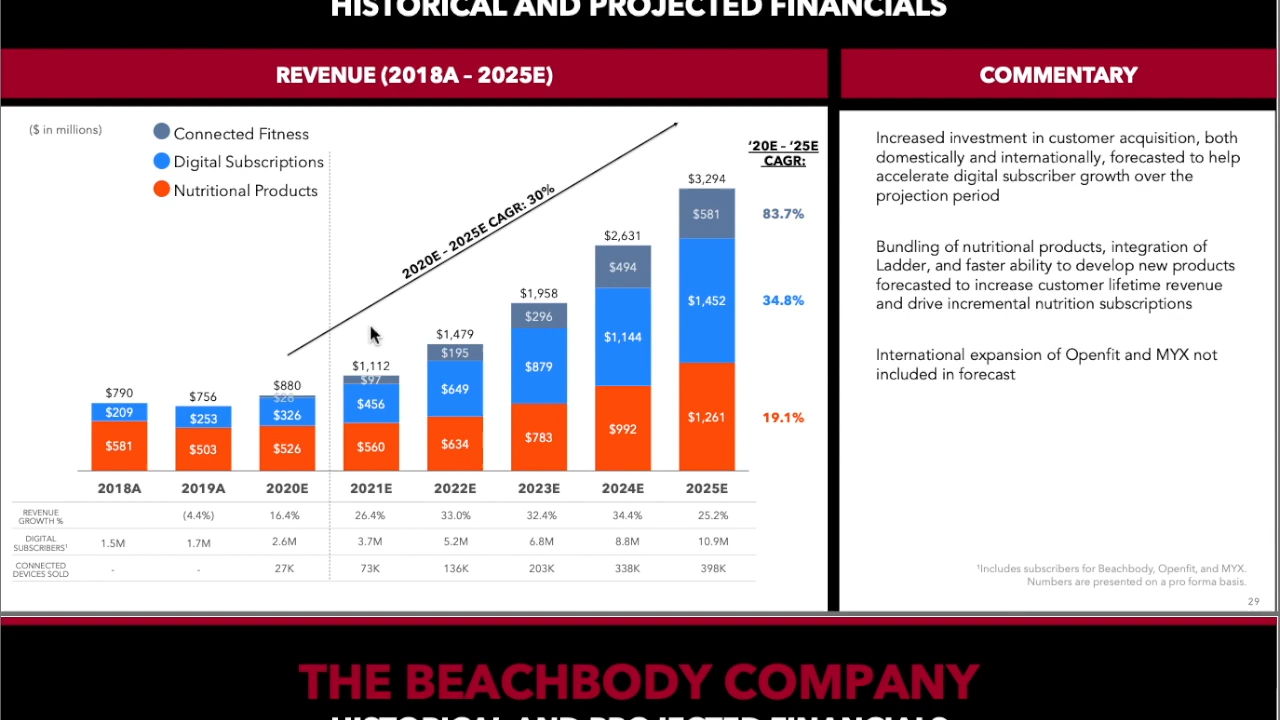 HISTORICAL AND PROJECTED FINANCIALS
REVENUE (2018A – 2025E)
COMMENTARY
($ in millions)
Connected Fitness
Digital Subscriptions
Nutritional Products
2020E – 2025E CAGR: 30%
'20E – '25E
CAGR:
83.7%
34.8%
19.1%
$790
$209
$581
$756
$253
$503
$880
$28
$326
$526
$1,112
$97
$456
$560
$1,479
$195
$649
$634
$1,958
$296
$879
$783
$2,631
$494
$1,144
$992
$3,294
$581
$1,452
$1,261
2018A 2019A 2020E 2021E 2022E 2023E 2024E 2025E
REVENUE
GROWTH %
(4.4%) 16.4% 26.4% 33.0% 32.4% 34.4% 25.2%
DIGITAL
SUBSCRIBERS¹
1.5M 1.7M 2.6M 3.7M 5.2M 6.8M 8.8M 10.9M
CONNECTED
DEVICES SOLD
- - 27K 73K 136K 203K 338K 398K
Increased investment in customer acquisition, both
domestically and internationally, forecasted to help
accelerate digital subscriber growth over the
projection period
Bundling of nutritional products, integration of
Ladder, and faster ability to develop new products
forecasted to increase customer lifetime revenue
and drive incremental nutrition subscriptions
International expansion of Openfit and MYX not
included in forecast
¹Includes subscribers for Beachbody, Openfit, and MYX.
Numbers are presented on a pro forma basis.
29
THE BEACHBODY COMPANY
HISTORICAL AND PROJECTED FINANCIALS